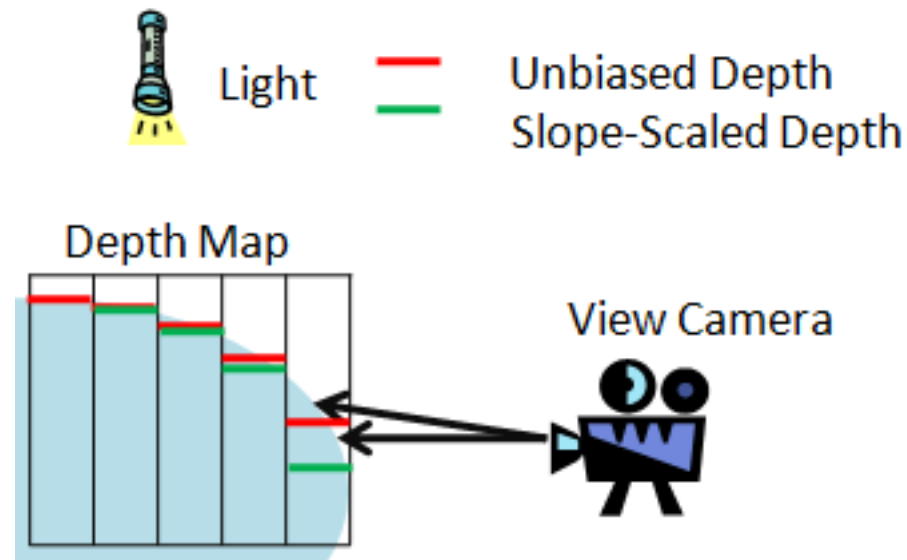 Light
Unbiased Depth
Slope-Scaled Depth
Depth Map
View Camera